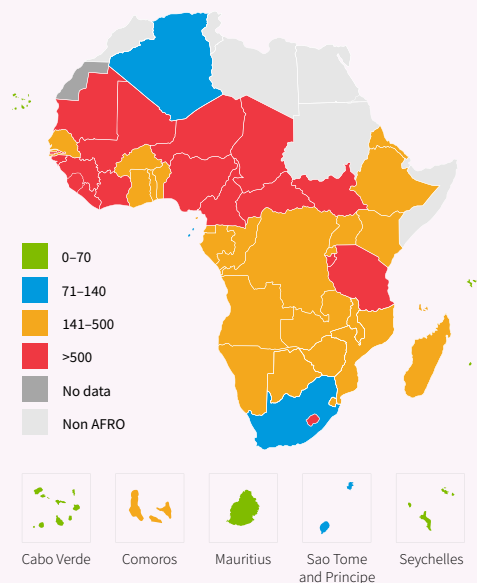 0–70
71–140
141–500
>500
No data
Non AFRO
Cabo Verde
Comoros
Mauritius
Sao Tome
and Principe
Seychelles